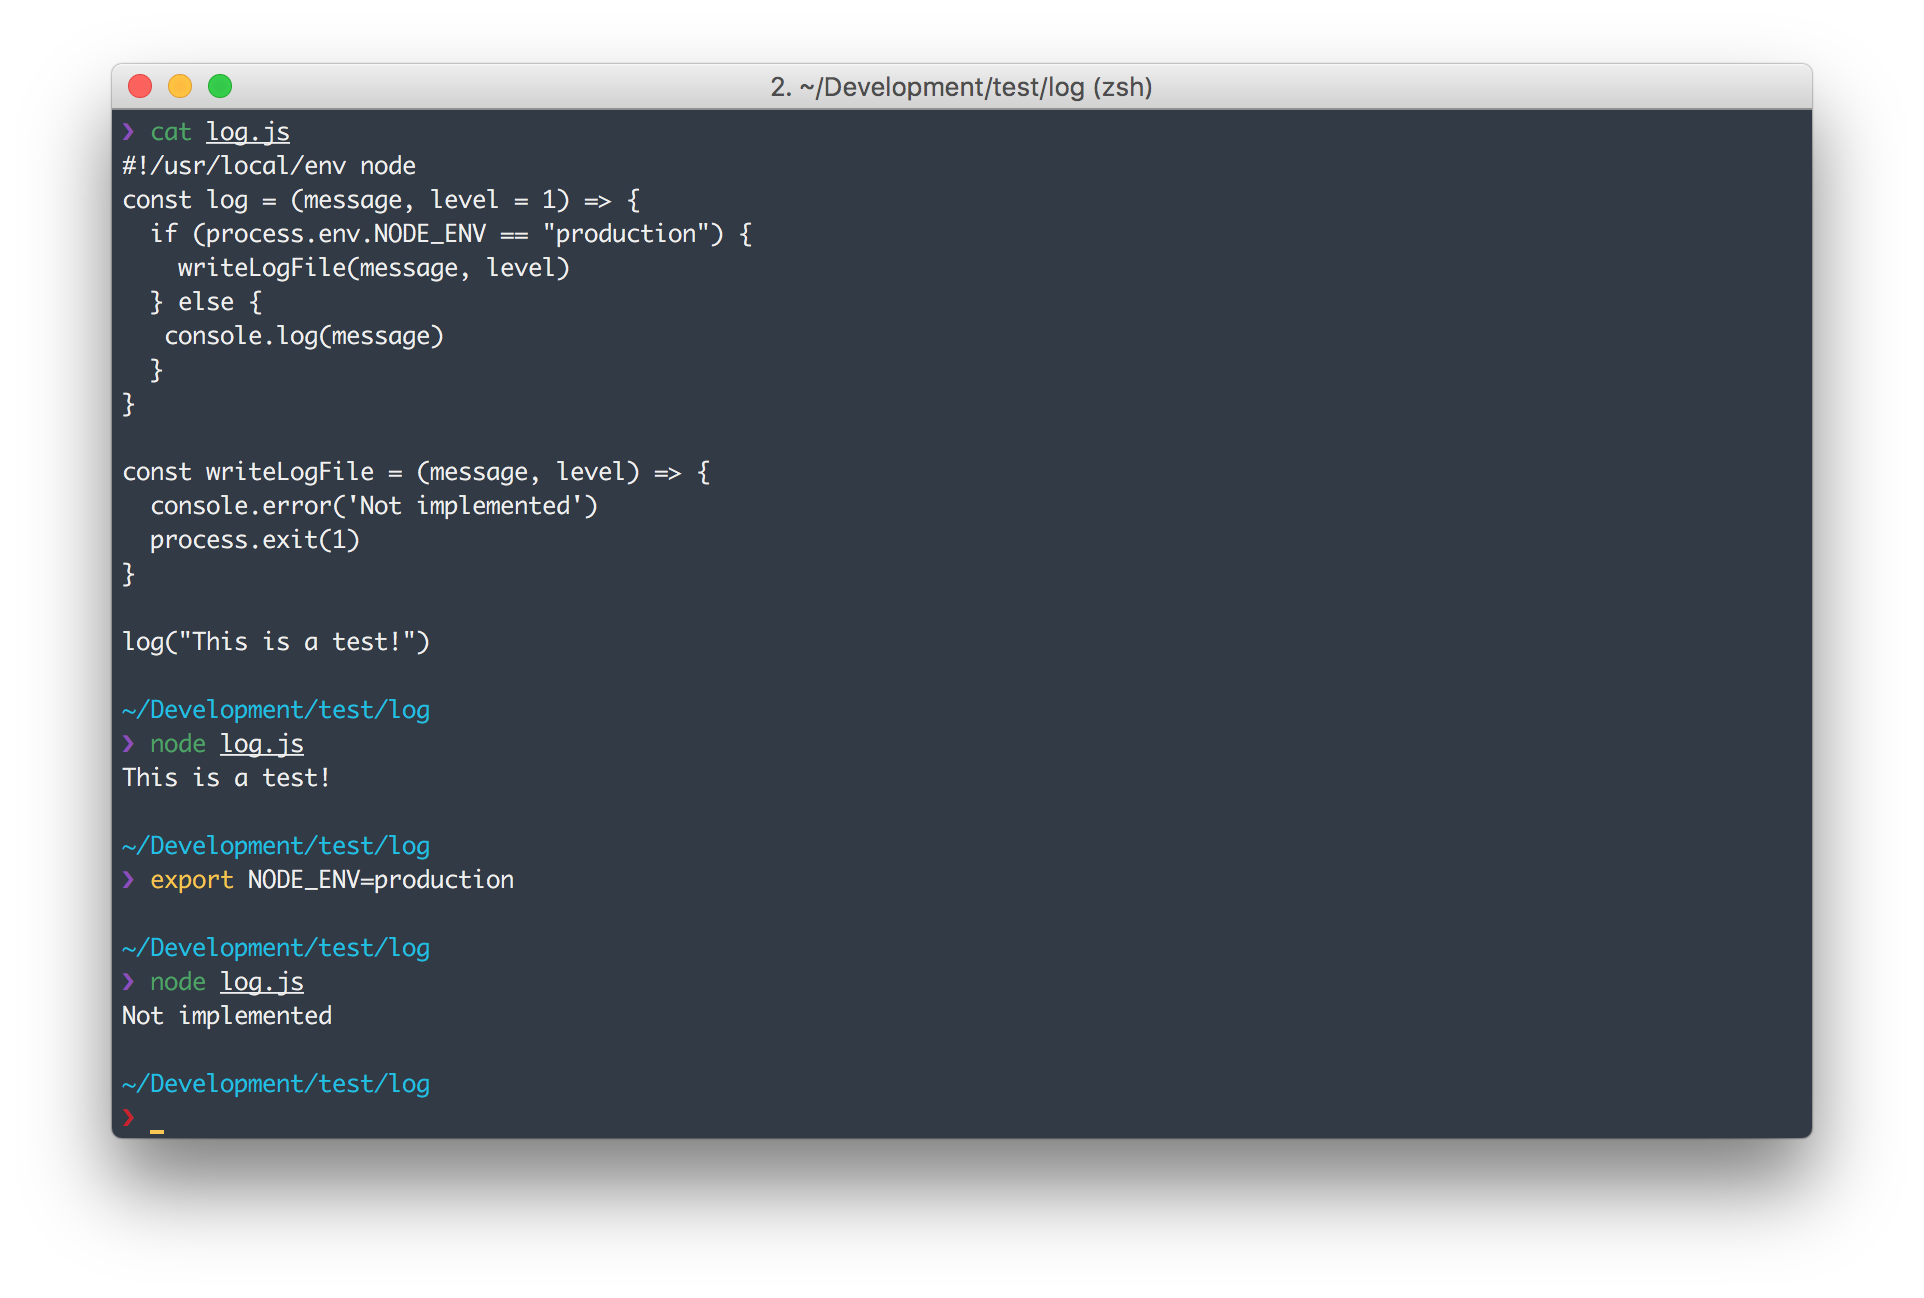 2. ~/Development/test/log (zsh)
❯ cat log.js
#!/usr/local/env node
const log = (message, level = 1) => {
  if (process.env.NODE_ENV == "production") {
    writeLogFile(message, level)
  } else {
   console.log(message)
  }
}

const writeLogFile = (message, level) => {
  console.error('Not implemented')
  process.exit(1)
}

log("This is a test!")

~/Development/test/log
❯ node log.js
This is a test!

~/Development/test/log
❯ export NODE_ENV=production

~/Development/test/log
❯ node log.js
Not implemented

~/Development/test/log
❯ _